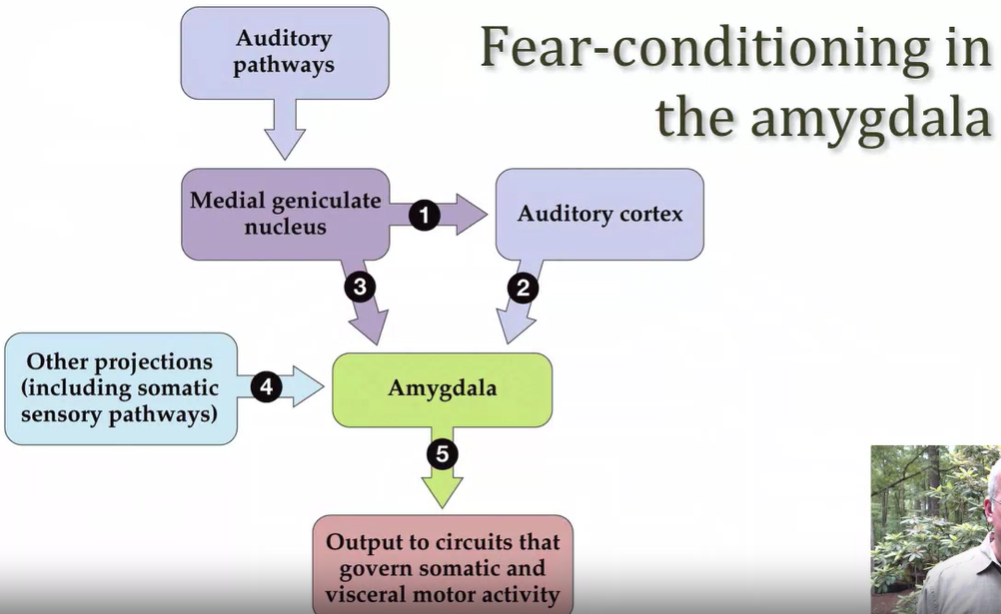 Fear-conditioning in
the amygdala
Auditory
pathways
Medial geniculate
nucleus
1
Auditory cortex
3
2
Other projections
(including somatic
sensory pathways)
4
Amygdala
5
Output to circuits that
govern somatic and
visceral motor activity